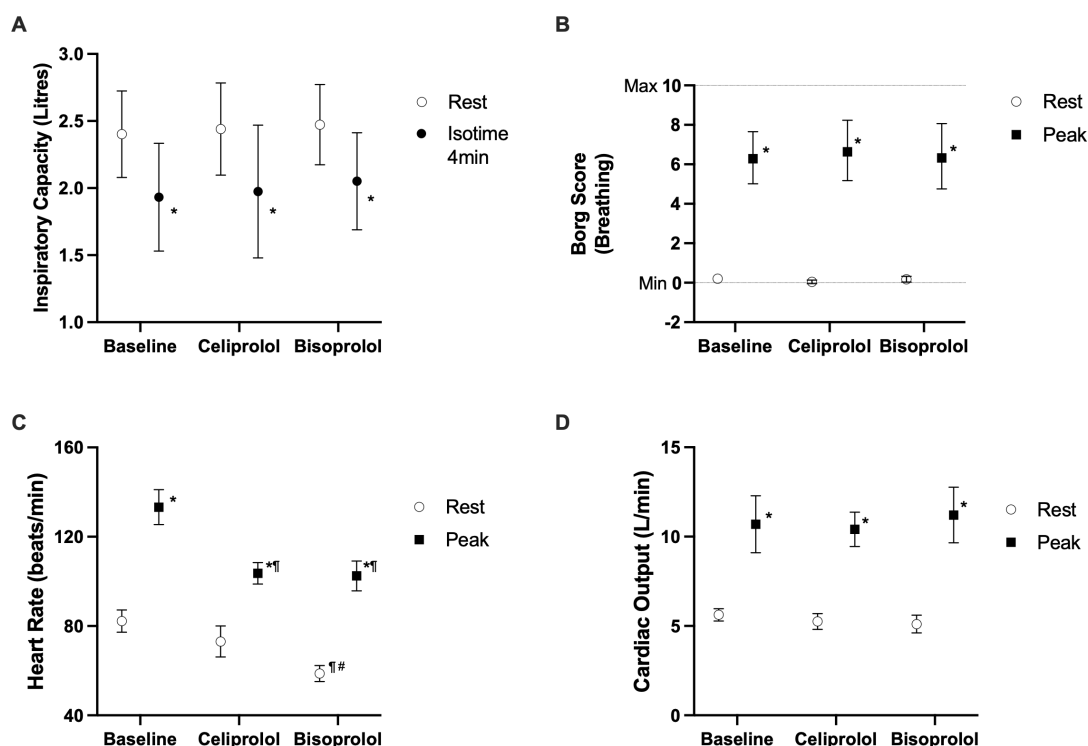 A
Inspiratory Capacity (Litres)
3.0
2.5
2.0
1.5
1.0
*
*
*
Baseline
Celiprolol
Bisoprolol
Rest
Isotime
4min
B
Borg Score
(Breathing)
Max 10
8
6
4
2
Min 0
-2
*
*
*
Baseline
Celiprolol
Bisoprolol
Rest
Peak
C
Heart Rate (beats/min)
160
120
80
40
*
*¶
*¶
¶#
Baseline
Celiprolol
Bisoprolol
Rest
Peak
D
Cardiac Output (L/min)
15
10
5
0
*
*
*
Baseline
Celiprolol
Bisoprolol
Rest
Peak